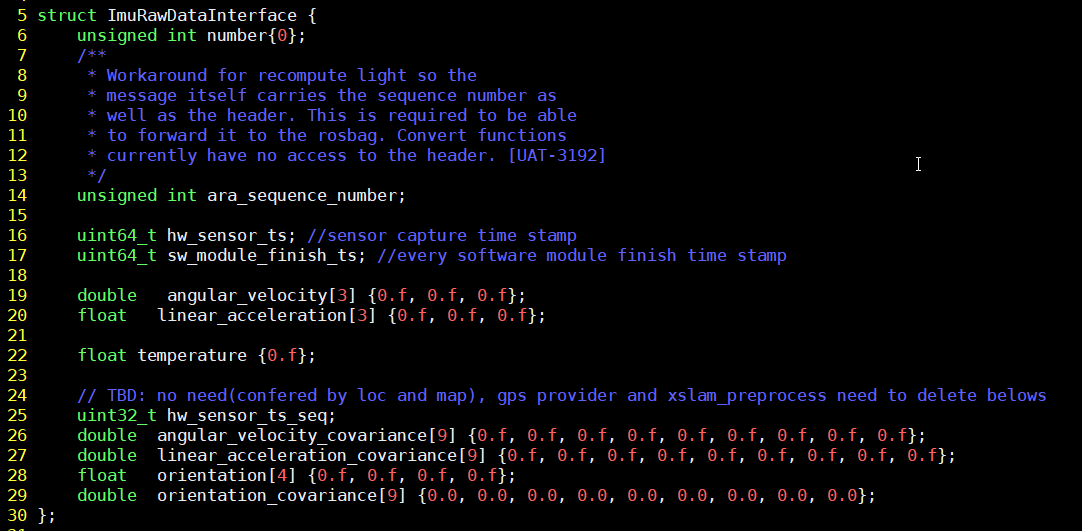 5 struct ImuRawDataInterface {
6     unsigned int number{0};
7     /**
8      * Workaround for recompute light so the
9      * message itself carries the sequence number as
10      * well as the header. This is required to be able
11      * to forward it to the rosbag. Convert functions
12      * currently have no access to the header. [UAT-3192]
13      */
14     unsigned int ara_sequence_number;
15
16     uint64_t hw_sensor_ts; //sensor capture time stamp
17     uint64_t sw_module_finish_ts; //every software module finish time stamp
18
19     double   angular_velocity[3] {0.f, 0.f, 0.f};
20     float   linear_acceleration[3] {0.f, 0.f, 0.f};
21
22     float temperature {0.f};
23
24     // TBD: no need(confered by loc and map), gps provider and xslam_preprocess need to delete belows
25     uint32_t hw_sensor_ts_seq;
26     double  angular_velocity_covariance[9] {0.f, 0.f, 0.f, 0.f, 0.f, 0.f, 0.f, 0.f, 0.f};
27     double  linear_acceleration_covariance[9] {0.f, 0.f, 0.f, 0.f, 0.f, 0.f, 0.f, 0.f, 0.f};
28     float   orientation[4] {0.f, 0.f, 0.f, 0.f};
29     double  orientation_covariance[9] {0.0, 0.0, 0.0, 0.0, 0.0, 0.0, 0.0, 0.0, 0.0};
30 };